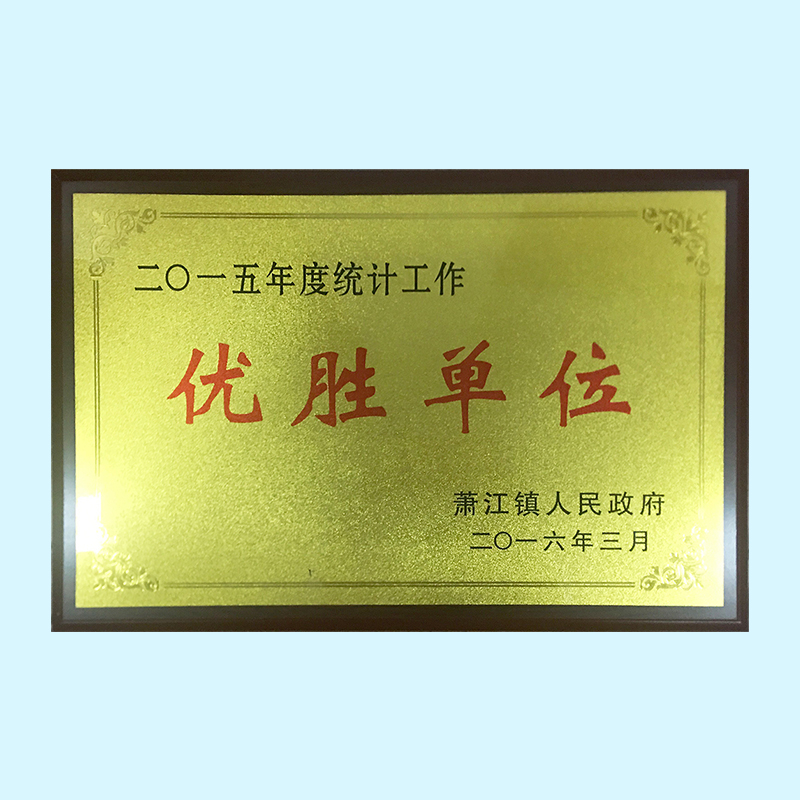 二〇一五年度统计工作
优胜单位
萧江镇人民政府
二〇一六年三月